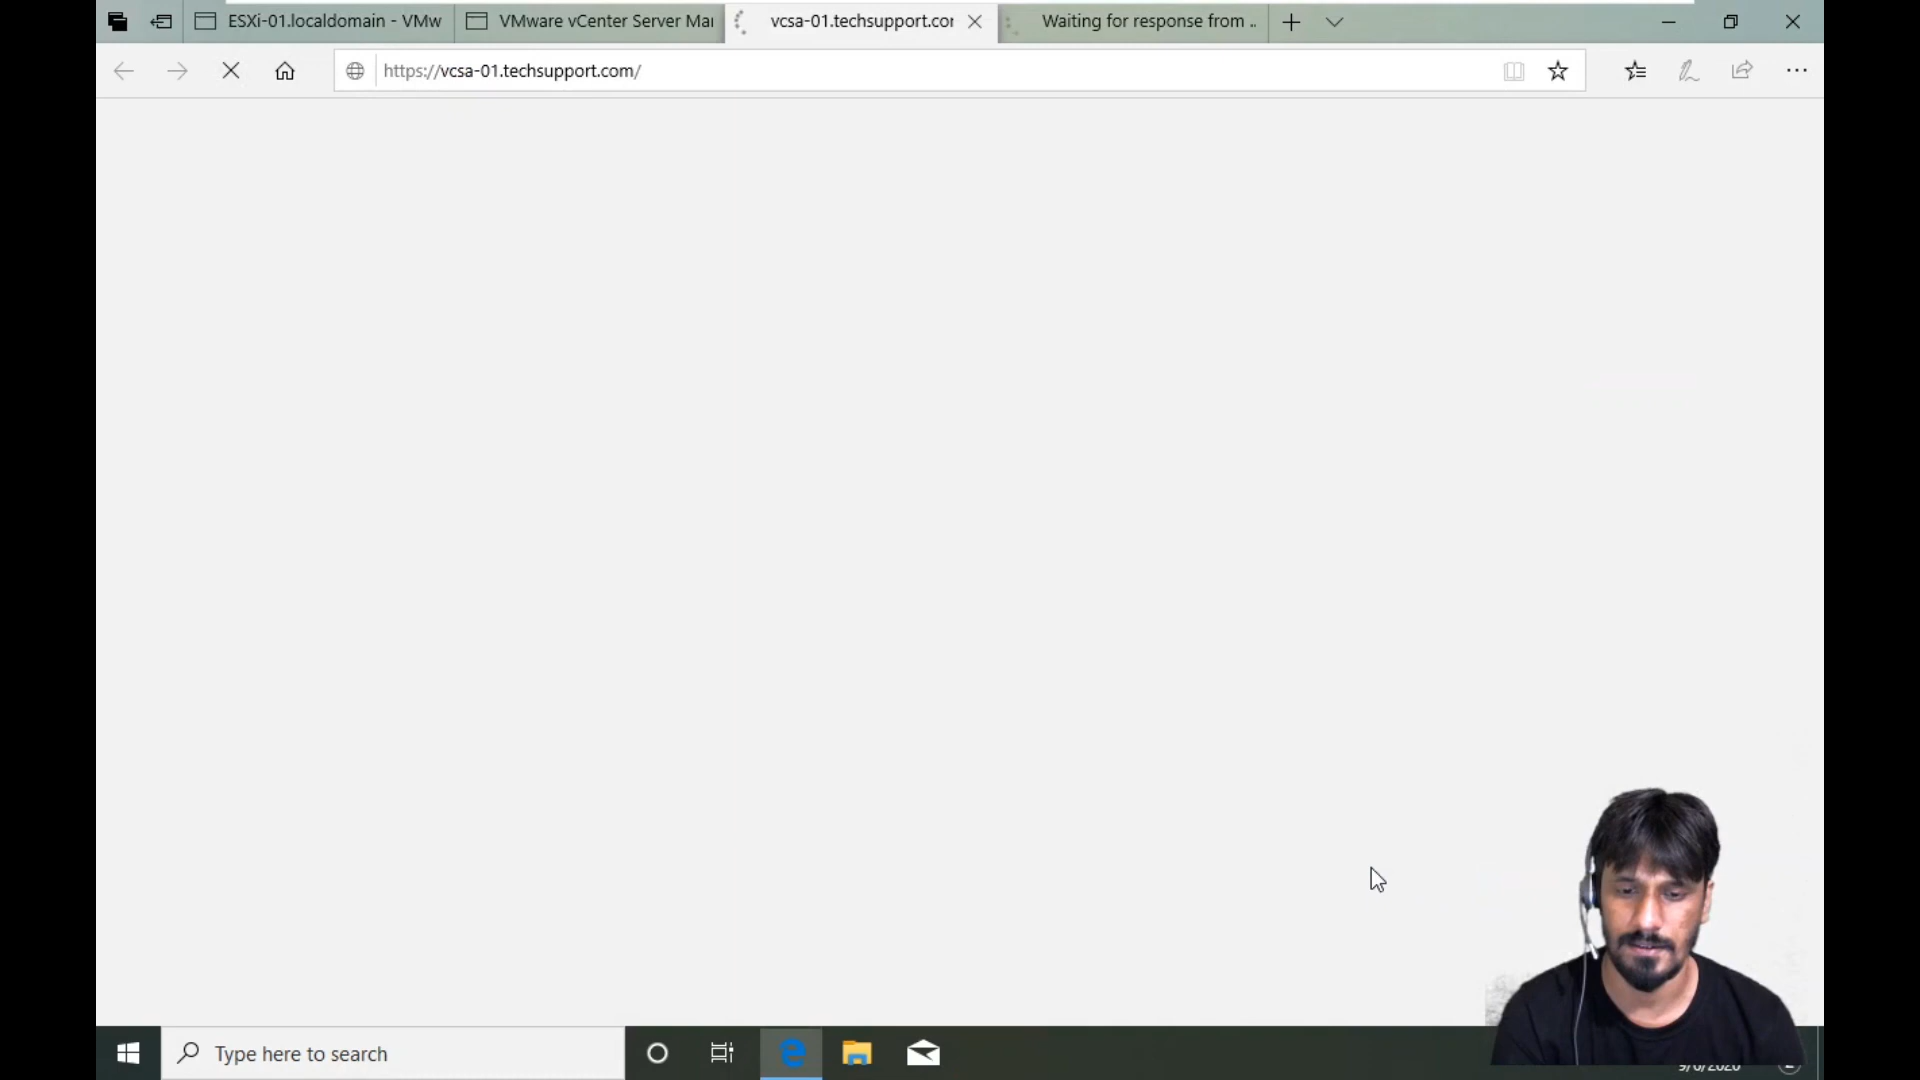 ESXi-01.localdomain - VMw
VMware vCenter Server Mar
vcsa-01.techsupport.cor
Waiting for response from ..
https://vcsa-01.techsupport.com/
Type here to search